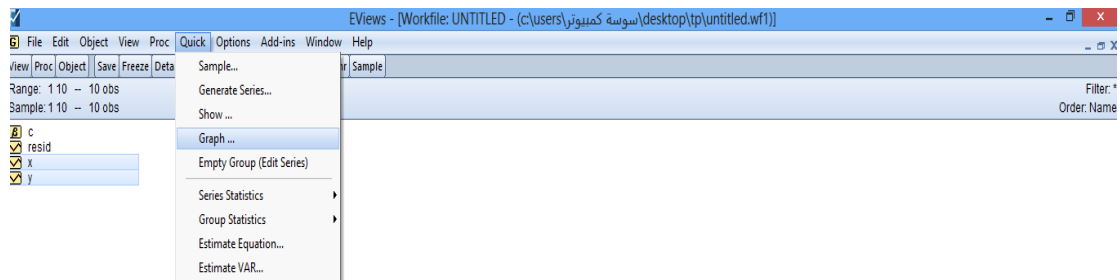 EViews - [Workfile: UNTITLED - (c:\users\سوسة كمبيوتر\desktop\tp\untitled.wf1)]
File Edit Object View Proc Quick Options Add-ins Window Help
View Proc Object Save Freeze Sample
Range: 1 10 -- 10 obs
Filter: *
Sample: 1 10 -- 10 obs
Order: Name
c
resid
x
y
Sample...
Generate Series...
Show ...
Graph ...
Empty Group (Edit Series)
Series Statistics
Group Statistics
Estimate Equation...
Estimate VAR...